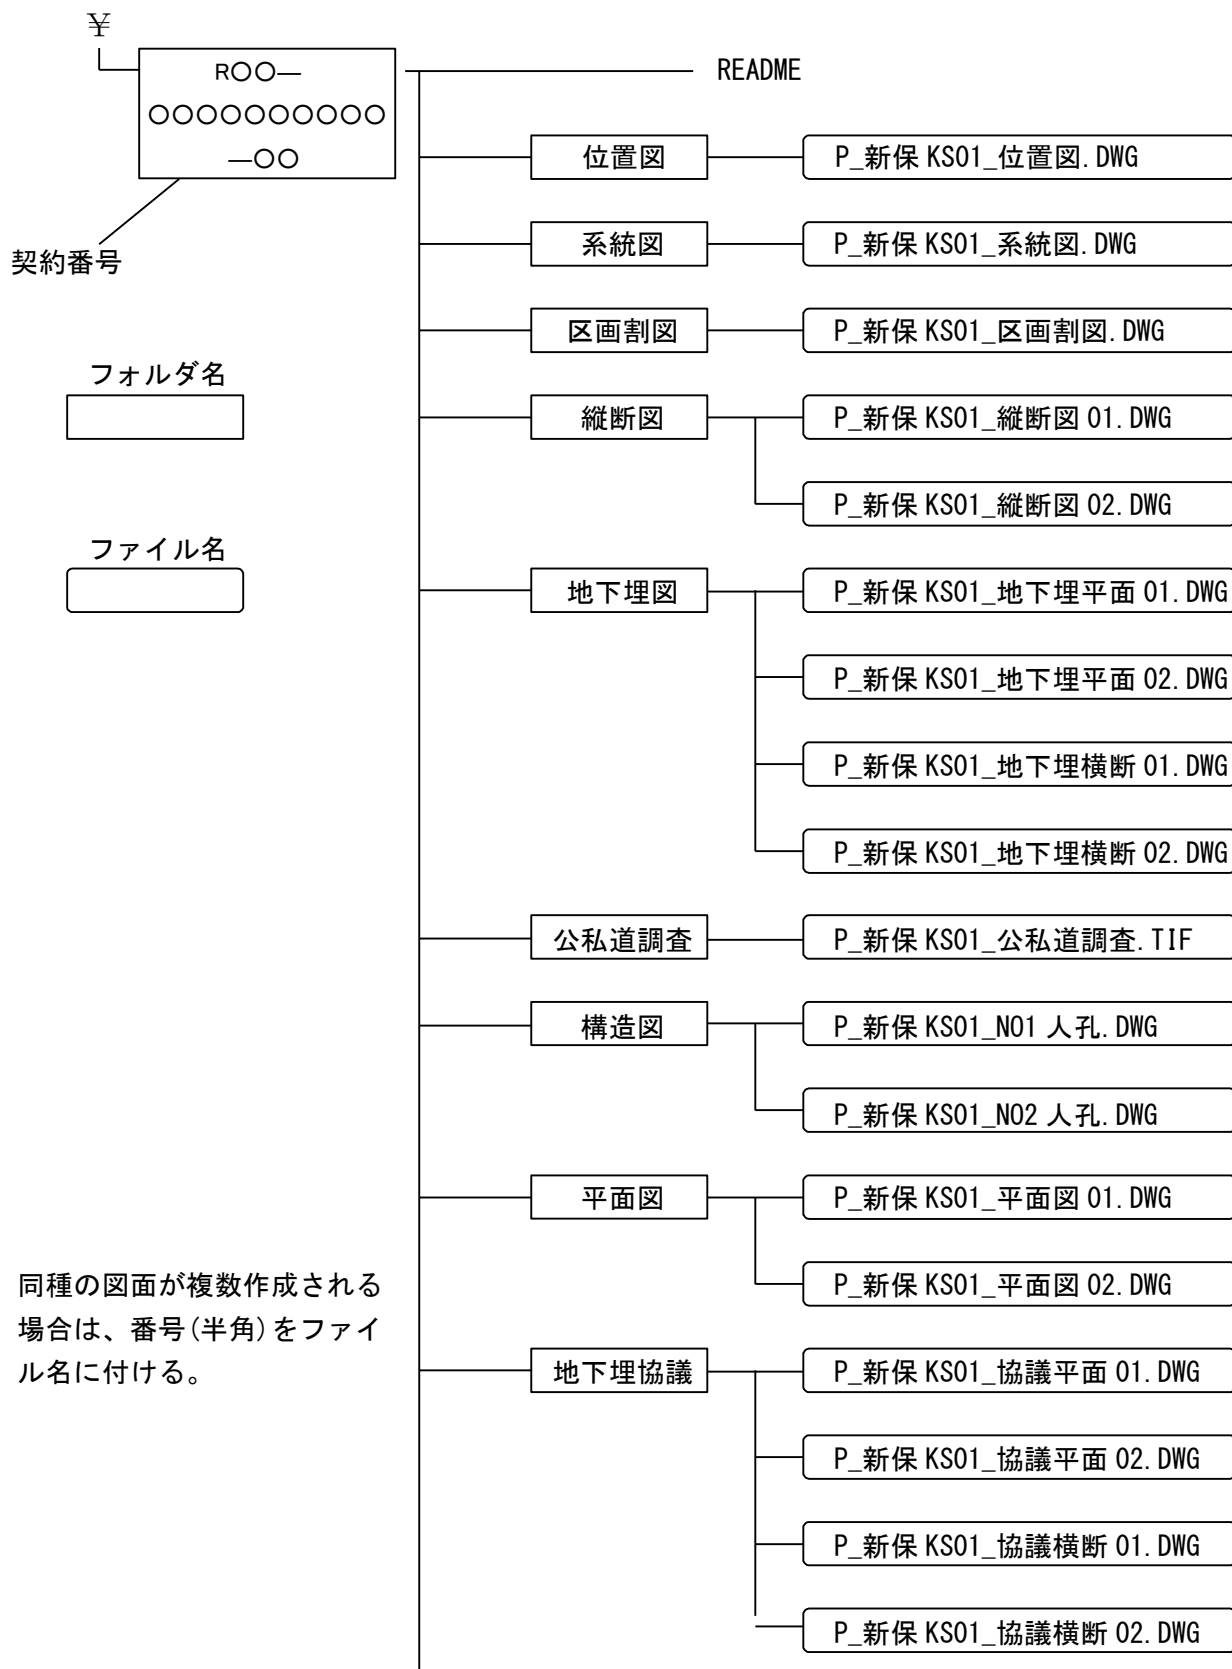 ¥
R〇〇―
〇〇〇〇〇〇〇〇〇〇
―〇〇
契約番号
README
位置図
P_新保 KS01_位置図.DWG
系統図
P_新保 KS01_系統図.DWG
区画割図
P_新保 KS01_区画割図.DWG
フォルダ名
縦断図
P_新保 KS01_縦断図 01.DWG
P_新保 KS01_縦断図 02.DWG
ファイル名
地下埋図
P_新保 KS01_地下埋平面 01.DWG
P_新保 KS01_地下埋平面 02.DWG
P_新保 KS01_地下埋横断 01.DWG
P_新保 KS01_地下埋横断 02.DWG
公私道調査
P_新保 KS01_公私道調査.TIF
構造図
P_新保 KS01_NO1 人孔.DWG
P_新保 KS01_NO2 人孔.DWG
平面図
P_新保 KS01_平面図 01.DWG
P_新保 KS01_平面図 02.DWG
同種の図面が複数作成される
場合は、番号(半角)をファイ
ル名に付ける。
地下埋協議
P_新保 KS01_協議平面 01.DWG
P_新保 KS01_協議平面 02.DWG
P_新保 KS01_協議横断 01.DWG
P_新保 KS01_協議横断 02.DWG